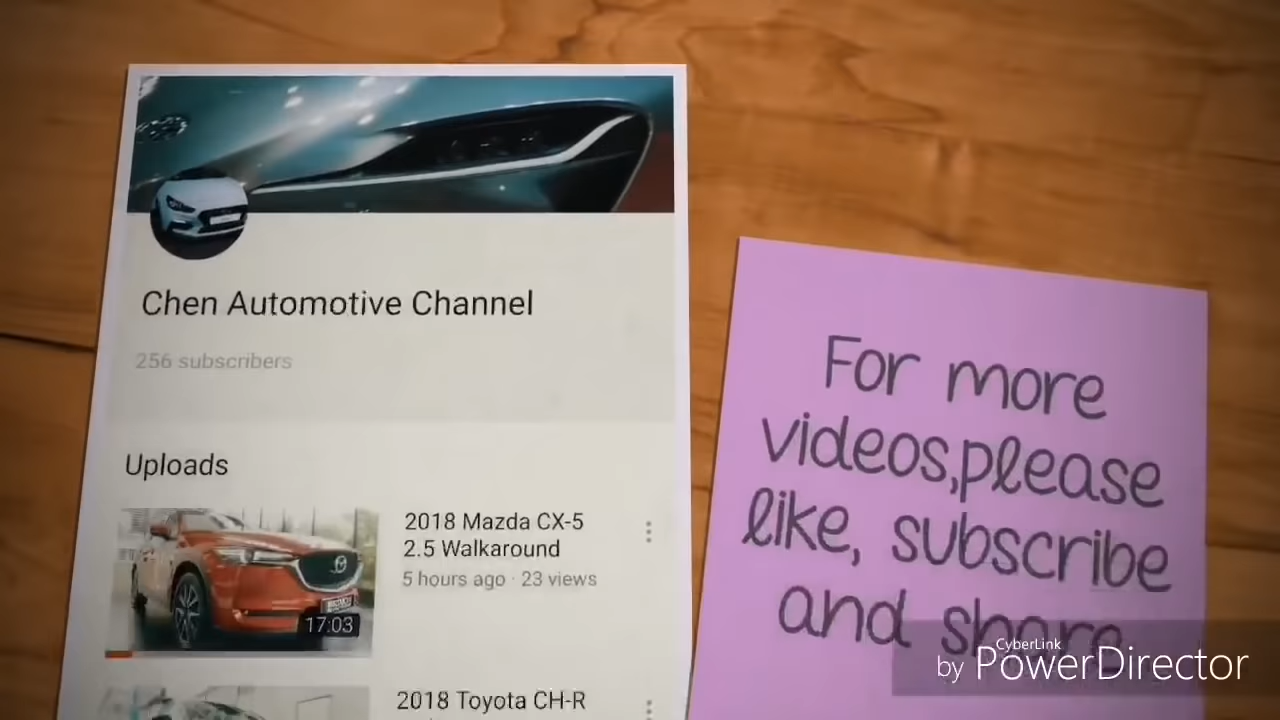 Chen Automotive Channel
256 subscribers
Uploads
2018 Mazda CX-5
2.5 Walkaround
5 hours ago · 23 views
17:03
2018 Toyota CH-R
For more
videos,please
like, subscribe
and share
CyberLink
by PowerDirector